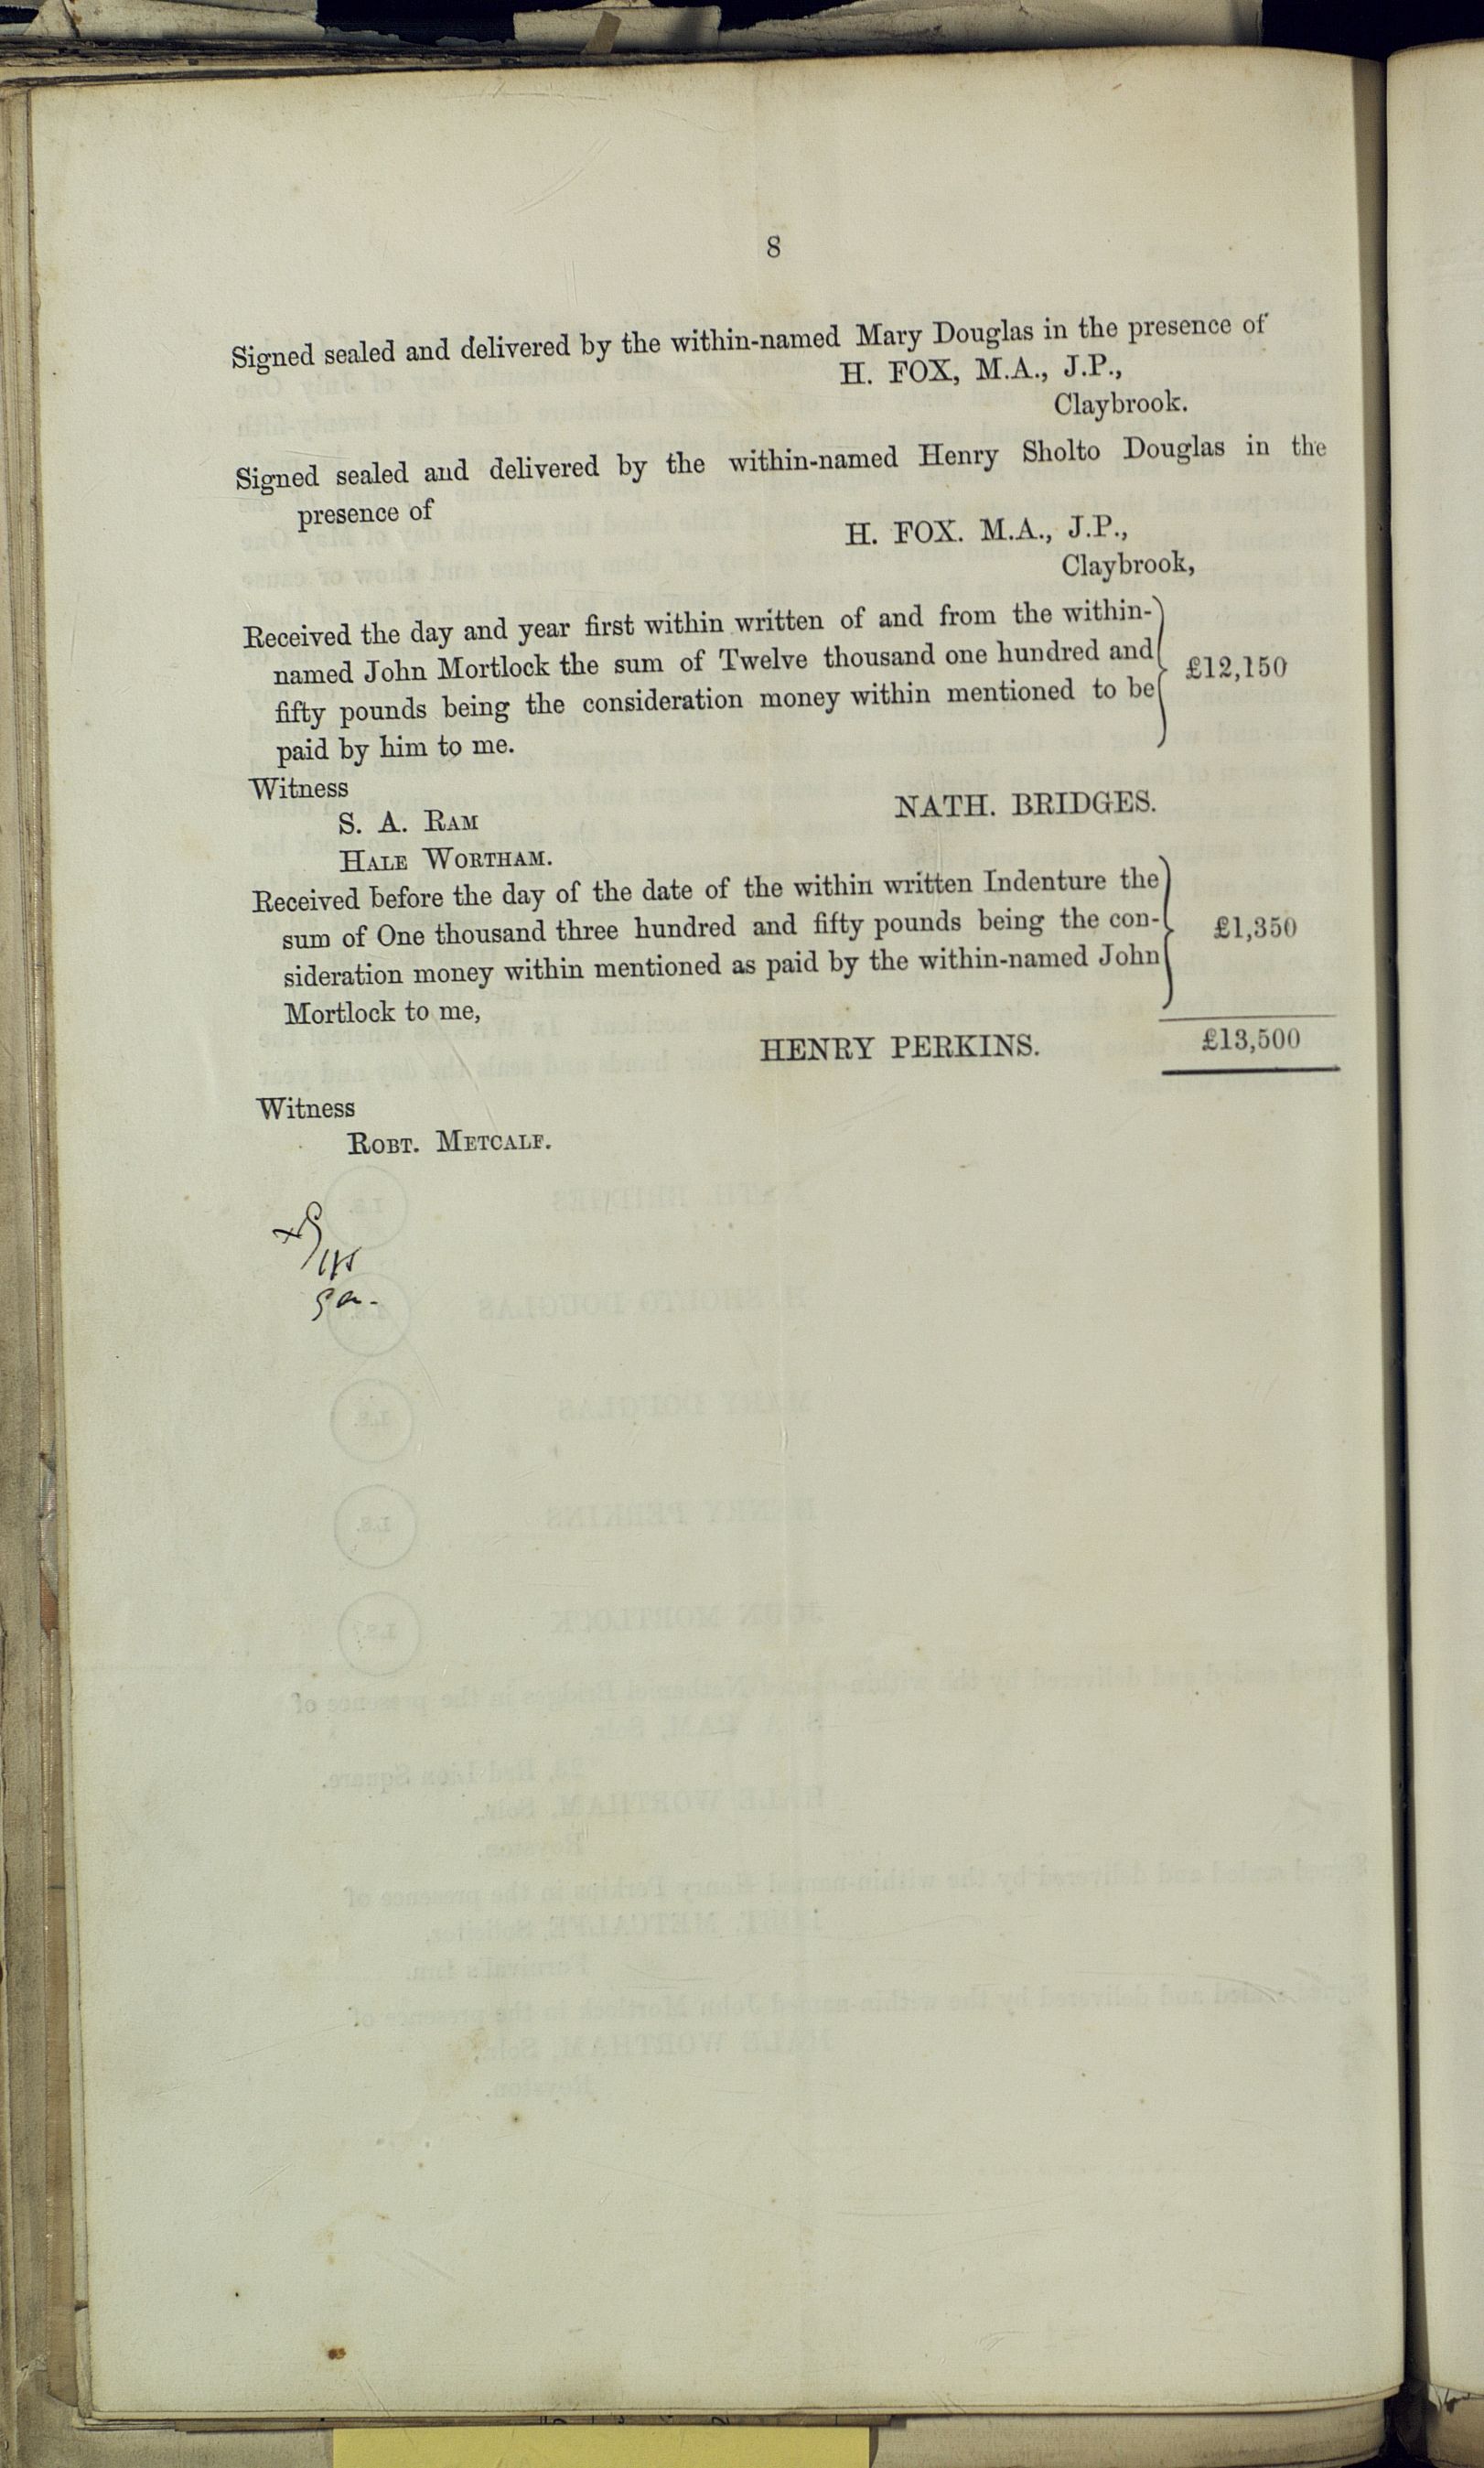 8
Signed sealed and delivered by the within-named Mary Douglas in the presence of
H. FOX, M.A., J.P.,
Claybrook.
Signed sealed and delivered by the within-named Henry Sholto Douglas in the
presence of
H. FOX. M.A., J.P.,
Claybrook,
Received the day and year first within written of and from the within-
named John Mortlock the sum of Twelve thousand one hundred and
fifty pounds being the consideration money within mentioned to be
paid by him to me.
£12,150
Witness
NATH. BRIDGES.
S. A. RAM
HALE WORTHAM.
Received before the day of the date of the within written Indenture the
sum of One thousand three hundred and fifty pounds being the con-
sideration money within mentioned as paid by the within-named John
Mortlock to me,
£1,350
HENRY PERKINS.
£13,500
Witness
ROBT. METCALF.